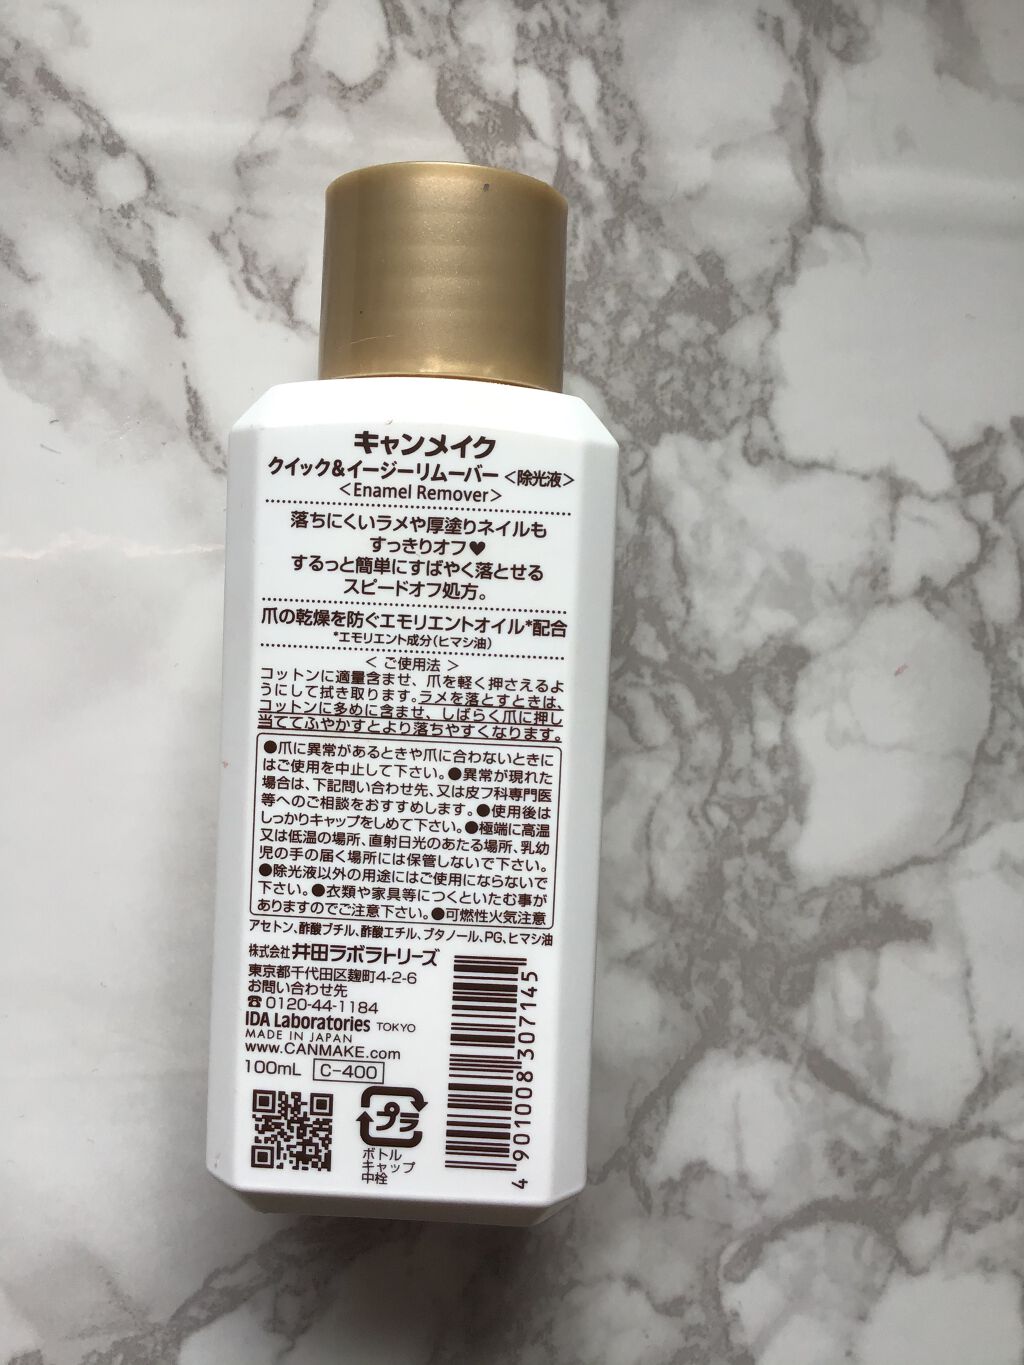 キャンメイク
クイック&イージーリムーバー<除光液>
<Enamel Remover>
落ちにくいラメや厚塗りネイルも
すっきりオフ♥
するっと簡単にすばやく落とせる
スピードオフ処方。
爪の乾燥を防ぐエモリエントオイル*配合
*エモリエント成分(ヒマシ油)
< ご使用法 >
コットンに適量含ませ、爪を軽く押さえるよ
うにして拭き取ります。ラメを落とすときは、
コットンに多めに含ませ、しばらく爪に押し
当ててふやかすとより落ちやすくなります。
●爪に異常があるときや爪に合わないときに
はご使用を中止して下さい。●異常が現れた
場合は、下記問い合わせ先、又は皮フ科専門医
等へのご相談をおすすめします。●使用後は
しっかりキャップをしめて下さい。●極端に高温
又は低温の場所、直射日光のあたる場所、乳幼
児の手の届く場所には保管しないで下さい。
●除光液以外の用途にはご使用にならないで
下さい。●衣類や家具等につくといたむ事が
ありますのでご注意下さい。●可燃性火気注意
アセトン、酢酸ブチル、酢酸エチル、ブタノール、PG、ヒマシ油
株式会社 井田ラボラトリーズ
東京都千代田区麹町4-2-6
お問い合わせ先
☎0120-44-1184
IDA Laboratories TOKYO
MADE IN JAPAN
www.CANMAKE.com
100mL C-400
プラ
ボトル
キャップ
中栓
4 901008 307145